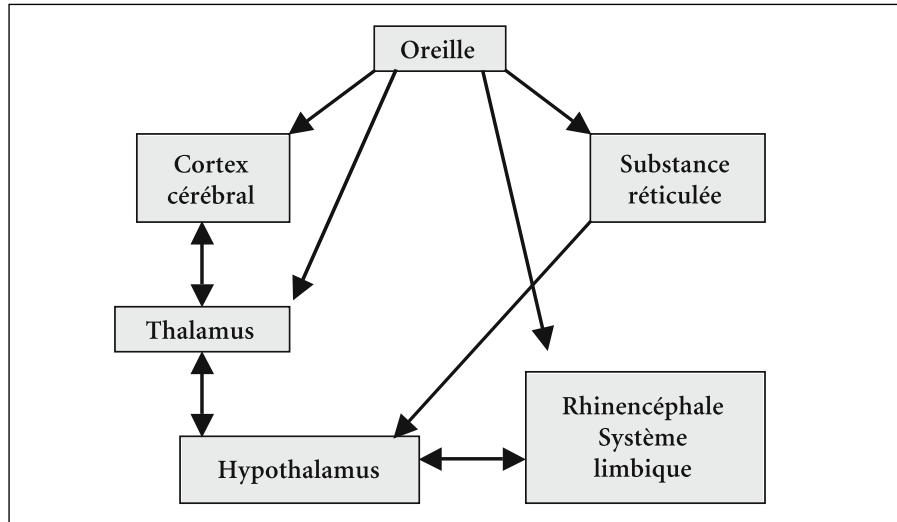 Oreille
Cortex
cérébral
Substance
réticulée
Thalamus
Rhinencéphale
Système
limbique
Hypothalamus